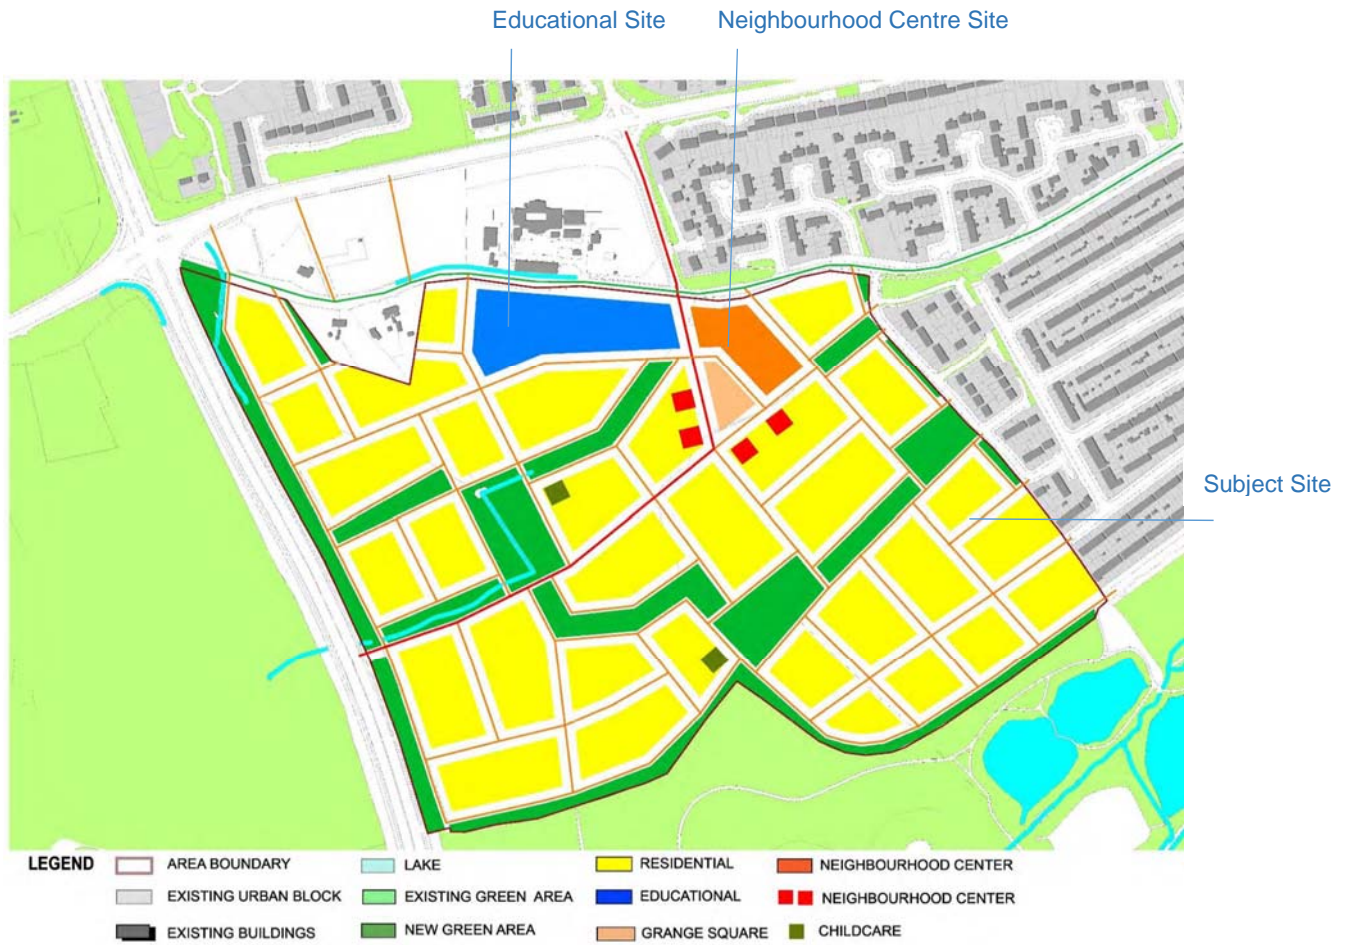 Educational Site
Neighbourhood Centre Site
Subject Site
LEGEND
AREA BOUNDARY
LAKE
RESIDENTIAL
NEIGHBOURHOOD CENTER
EXISTING URBAN BLOCK
EXISTING GREEN AREA
EDUCATIONAL
NEIGHBOURHOOD CENTER
EXISTING BUILDINGS
NEW GREEN AREA
GRANGE SQUARE
CHILDCARE